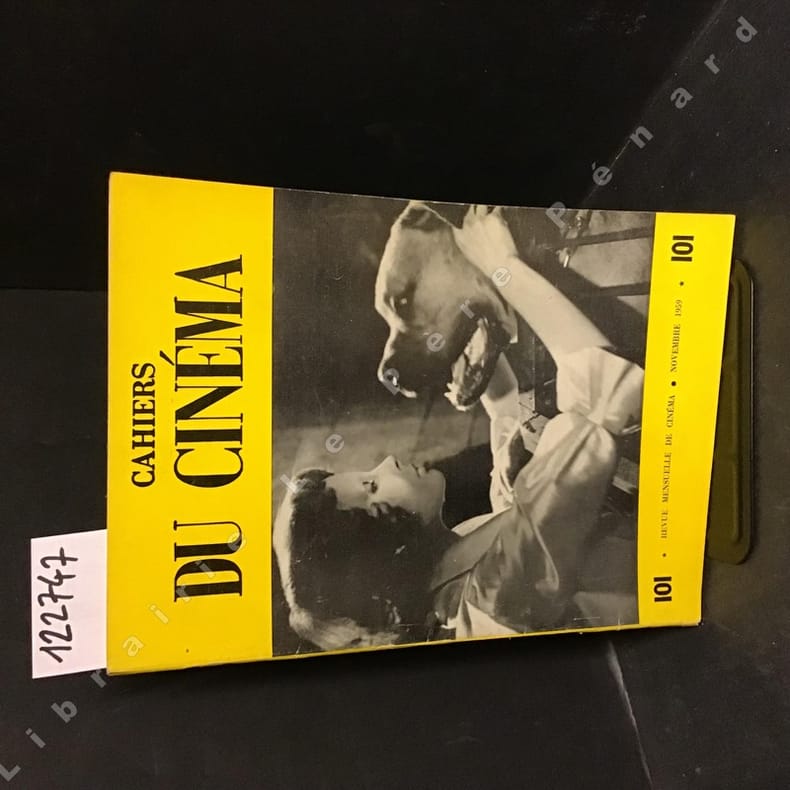 CAHIERS
DU CINÉMA
101 • REVUE MENSUELLE DE CINÉMA • NOVEMBRE 1959 • 101
122747
Librairie Le Père Pénard